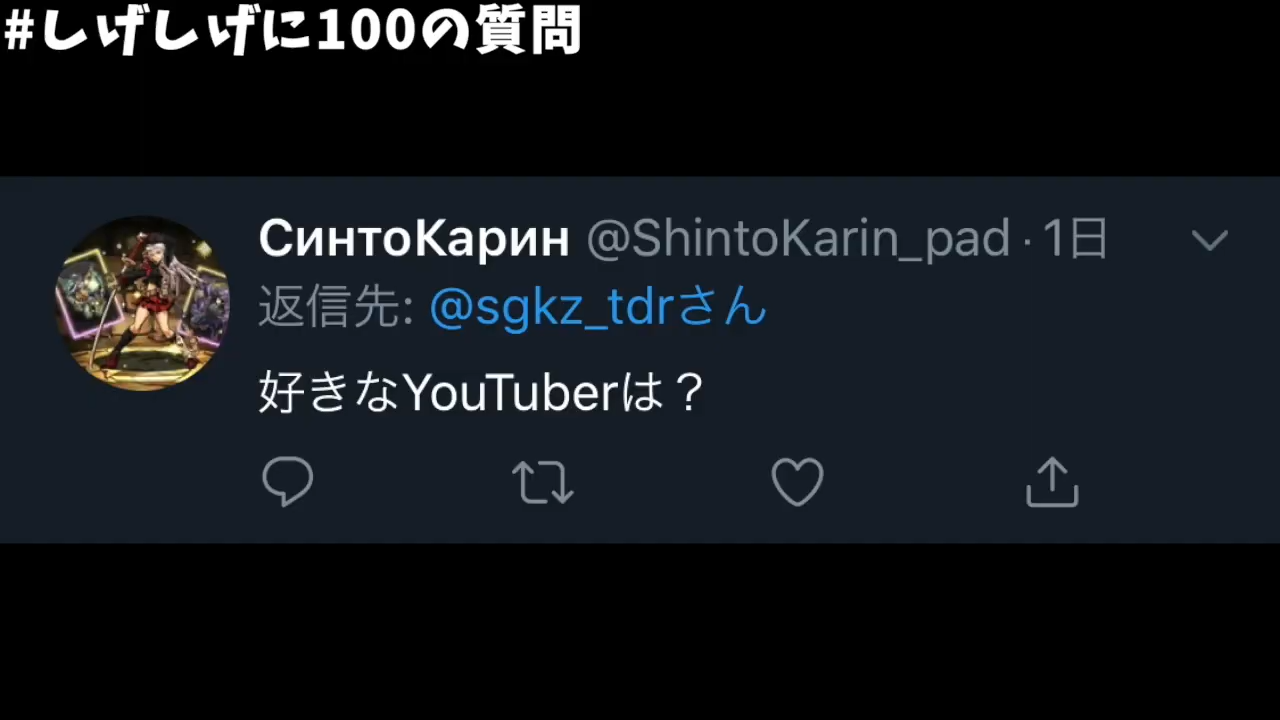 #しげしげに100の質問
СинтоКарин @ShintoKarin_pad · 1日
返信先: @sgkz_tdrさん
好きなYouTuberは？